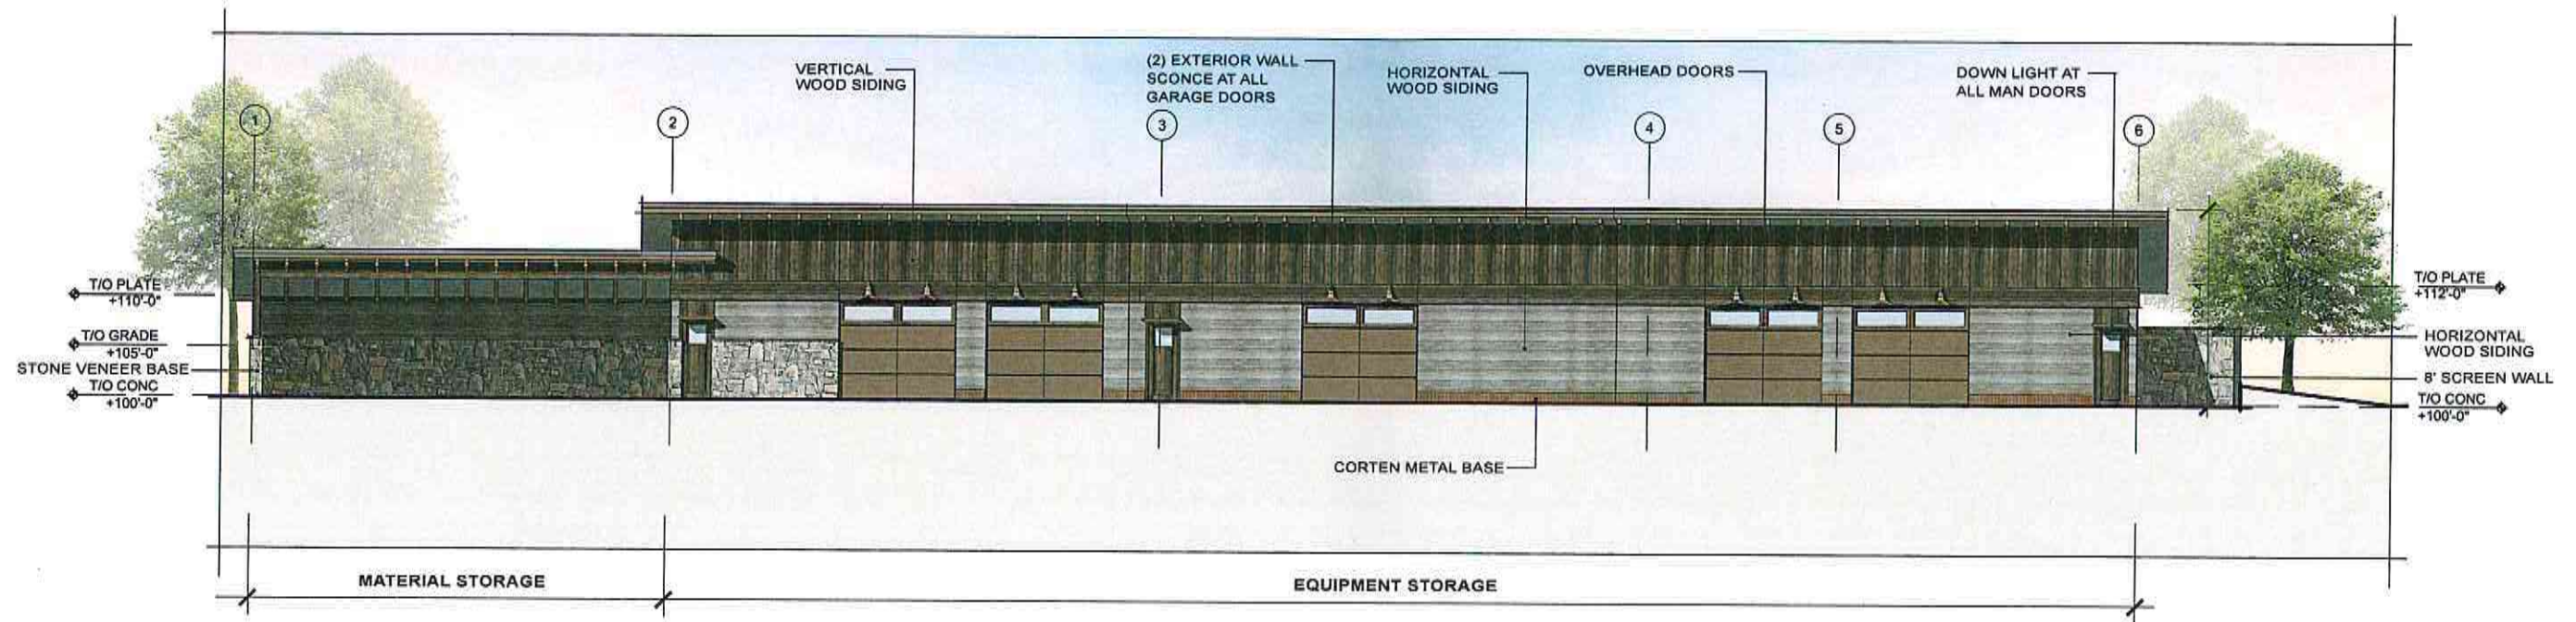 VERTICAL
WOOD SIDING
(2) EXTERIOR WALL
SCONCE AT ALL
GARAGE DOORS
HORIZONTAL
WOOD SIDING
OVERHEAD DOORS
DOWN LIGHT AT
ALL MAN DOORS
1
2
3
4
5
6
T/O PLATE
+110'-0"
T/O GRADE
+105'-0"
STONE VENEER BASE
T/O CONC
+100'-0"
T/O PLATE
+112'-0"
HORIZONTAL
WOOD SIDING
8' SCREEN WALL
T/O CONC
+100'-0"
CORTEN METAL BASE
MATERIAL STORAGE
EQUIPMENT STORAGE